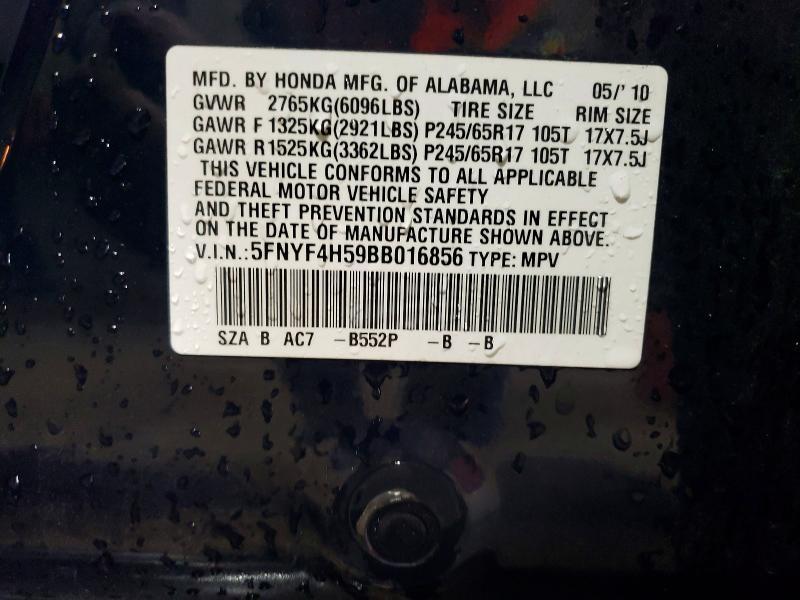 MFD. BY HONDA MFG. OF ALABAMA, LLC 05/' 10
GVWR 2765KG(6096LBS) TIRE SIZE RIM SIZE
GAWR F 1325KG(2921LBS) P245/65R17 105T 17X7.5J
GAWR R1525KG(3362LBS) P245/65R17 105T 17X7.5J
THIS VEHICLE CONFORMS TO ALL APPLICABLE
FEDERAL MOTOR VEHICLE SAFETY
AND THEFT PREVENTION STANDARDS IN EFFECT
ON THE DATE OF MANUFACTURE SHOWN ABOVE.
V.I.N.: 5FNYF4H59BB016856 TYPE: MPV
SZA B AC7 -B552P -B -B